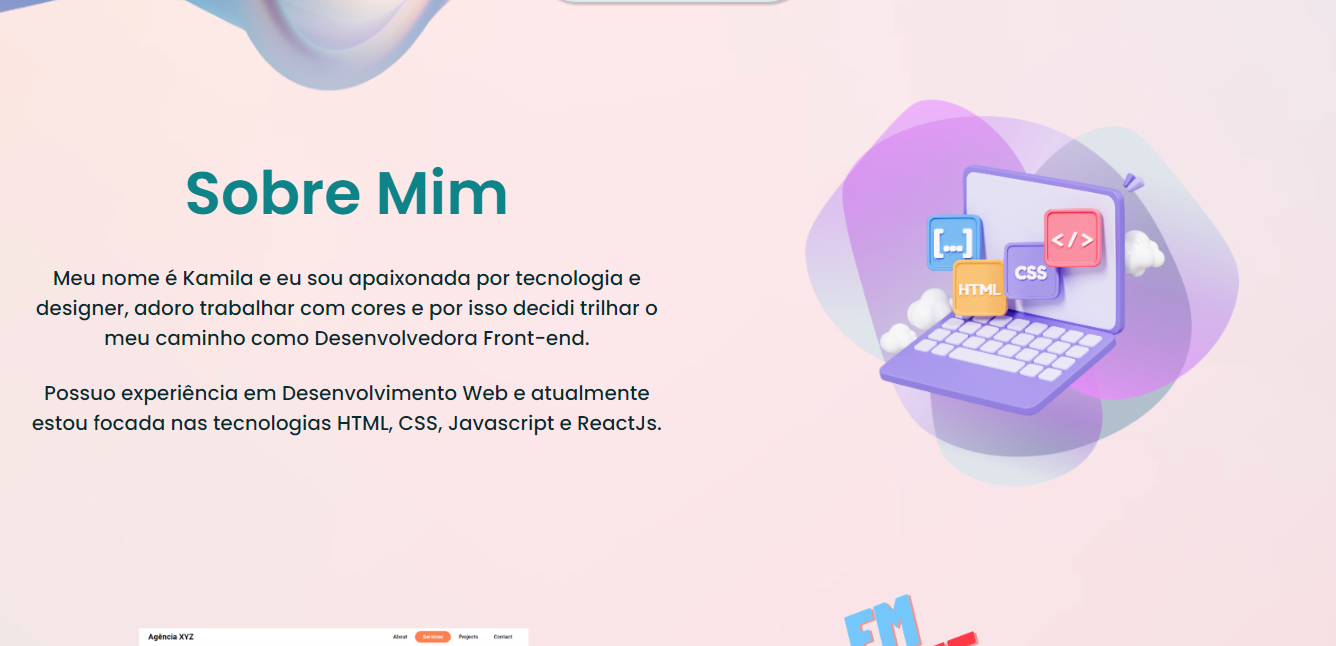 Sobre Mim
Meu nome é Kamila e eu sou apaixonada por tecnologia e
designer, adoro trabalhar com cores e por isso decidi trilhar o
meu caminho como Desenvolvedora Front-end.
Possuo experiência em Desenvolvimento Web e atualmente
estou focada nas tecnologias HTML, CSS, Javascript e ReactJs.
[...]
</>
CSS
HTML
EM
Agência XYZ
About
Services
Projects
Contact